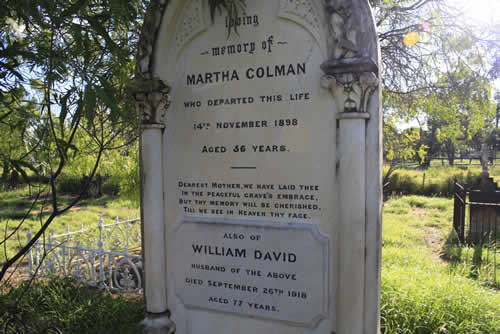 In loving
memory of
MARTHA COLMAN
WHO DEPARTED THIS LIFE
14TH NOVEMBER 1898
AGED 56 YEARS.
DEAREST MOTHER, WE HAVE LAID THEE
IN THE PEACEFUL GRAVE'S EMBRACE,
BUT THY MEMORY WILL BE CHERISHED,
TILL WE SEE IN HEAVEN THY FACE.
ALSO OF
WILLIAM DAVID
HUSBAND OF THE ABOVE
DIED SEPTEMBER 26TH 1918
AGED 77 YEARS.